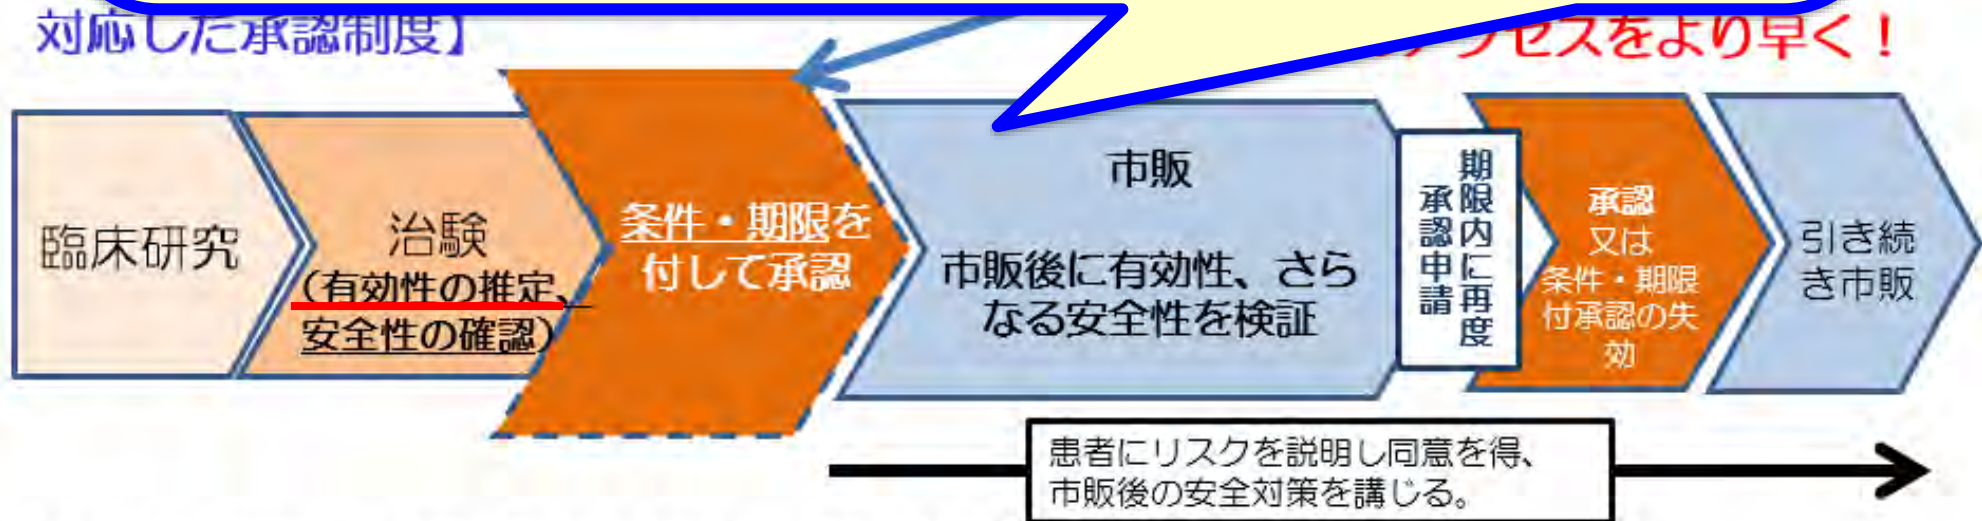 対応した承認制度】
プロセスをより早く！
臨床研究
治験
（有効性の推定、
安全性の確認）
条件・期限を
付して承認
市販
市販後に有効性、さら
なる安全性を検証
期限内に再度
承認申請
承認
又は
条件・期限
付承認の失
効
引き続
き市販
患者にリスクを説明し同意を得、
市販後の安全対策を講じる。